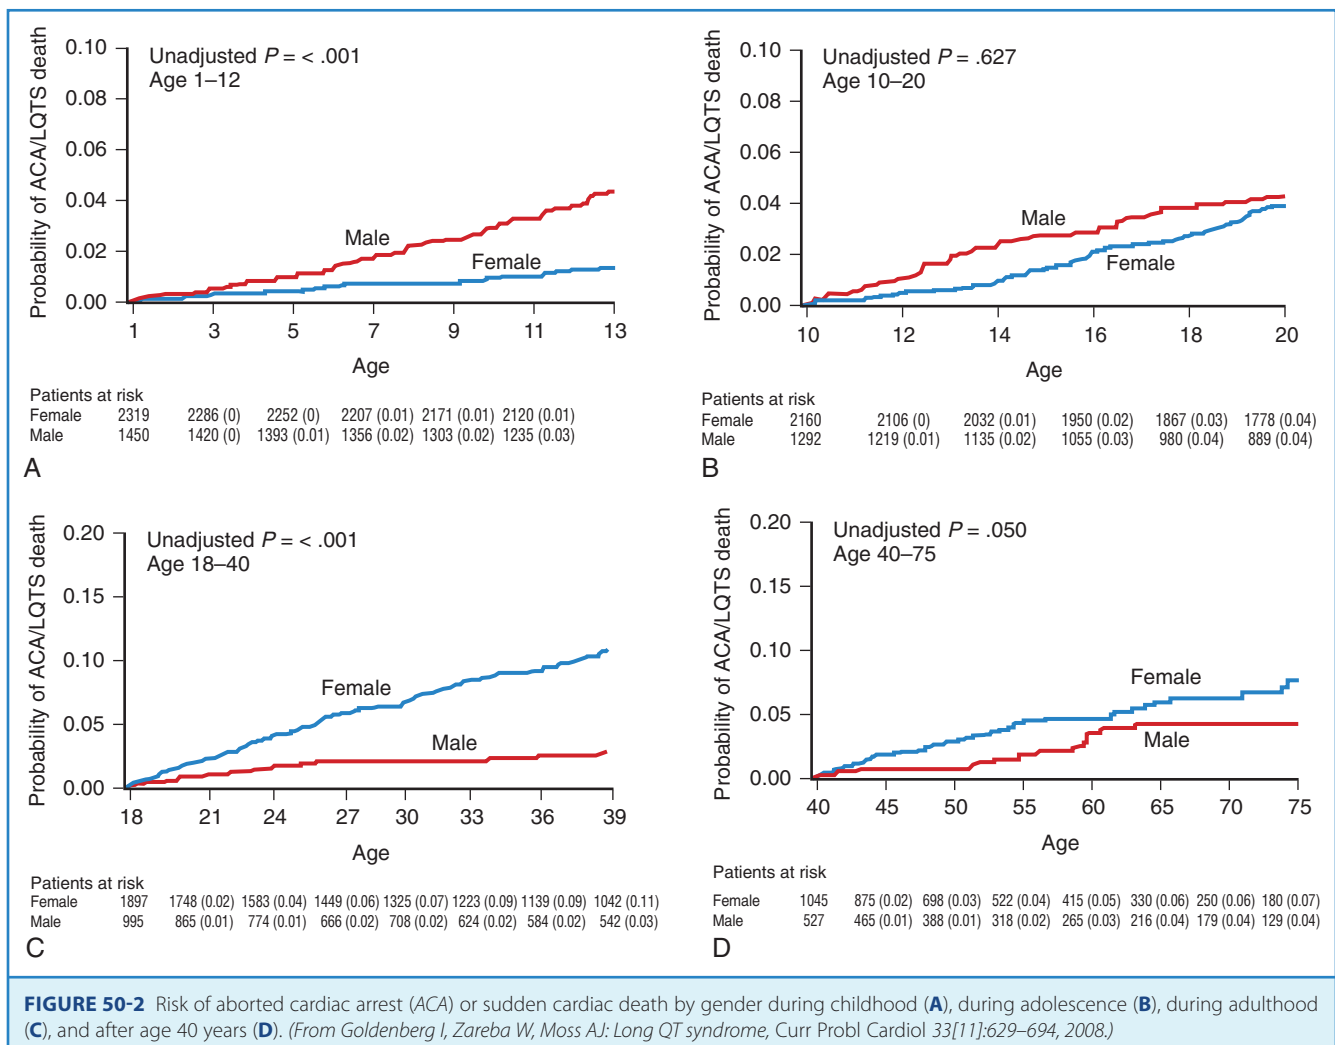 Probability of ACA/LQTS death
0.10
0.08
0.06
0.04
0.02
0.00
Unadjusted P = < .001
Age 1–12
Male
Female
1 3 5 7 9 11 13
Age
Patients at risk
Female 2319 2286 (0) 2252 (0) 2207 (0.01) 2171 (0.01) 2120 (0.01)
Male 1450 1420 (0) 1393 (0.01) 1356 (0.02) 1303 (0.02) 1235 (0.03)
A
Probability of ACA/LQTS death
0.10
0.08
0.06
0.04
0.02
0.00
Unadjusted P = .627
Age 10–20
Male
Female
10 12 14 16 18 20
Age
Patients at risk
Female 2160 2106 (0) 2032 (0.01) 1950 (0.02) 1867 (0.03) 1778 (0.04)
Male 1292 1219 (0.01) 1135 (0.02) 1055 (0.03) 980 (0.04) 889 (0.04)
B
Probability of ACA/LQTS death
0.20
0.15
0.10
0.05
0.00
Unadjusted P = < .001
Age 18–40
Female
Male
18 21 24 27 30 33 36 39
Age
Patients at risk
Female 1897 1748 (0.02) 1583 (0.04) 1449 (0.06) 1325 (0.07) 1223 (0.09) 1139 (0.09) 1042 (0.11)
Male 995 865 (0.01) 774 (0.01) 666 (0.02) 708 (0.02) 624 (0.02) 584 (0.02) 542 (0.03)
C
Probability of ACA/LQTS death
0.20
0.15
0.10
0.05
0.00
Unadjusted P = .050
Age 40–75
Female
Male
40 45 50 55 60 65 70 75
Age
Patients at risk
Female 1045 875 (0.02) 698 (0.03) 522 (0.04) 415 (0.05) 330 (0.06) 250 (0.06) 180 (0.07)
Male 527 465 (0.01) 388 (0.01) 318 (0.02) 265 (0.03) 216 (0.04) 179 (0.04) 129 (0.04)
D
FIGURE 50-2 Risk of aborted cardiac arrest (ACA) or sudden cardiac death by gender during childhood (A), during adolescence (B), during adulthood
(C), and after age 40 years (D). (From Goldenberg I, Zareba W, Moss AJ: Long QT syndrome, Curr Probl Cardiol 33[11]:629–694, 2008.)